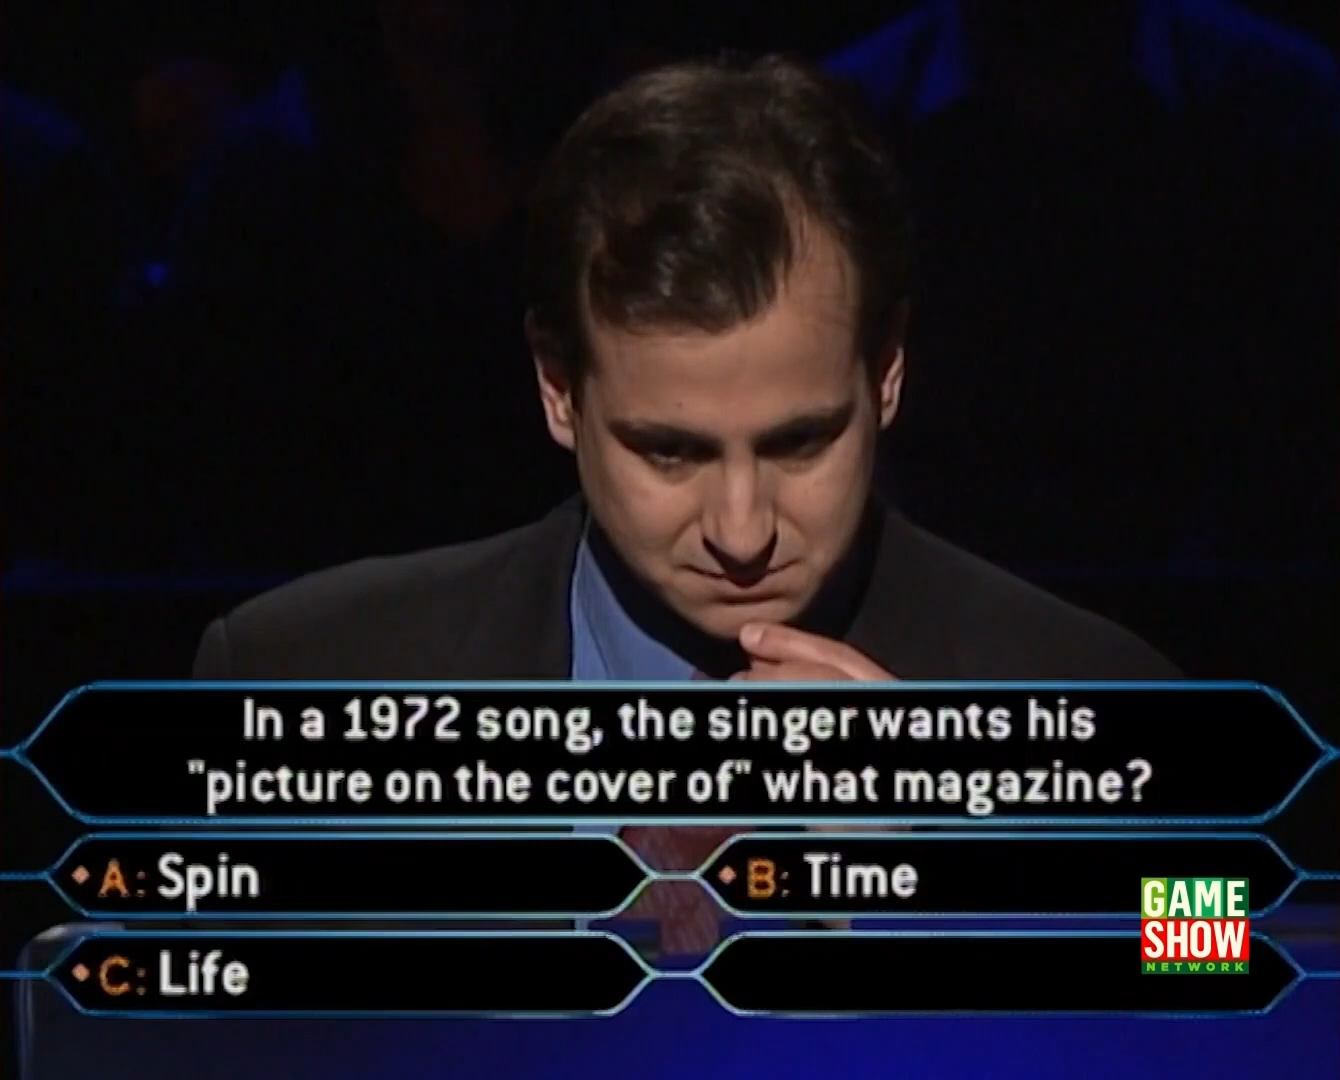 In a 1972 song, the singer wants his
"picture on the cover of" what magazine?
A: Spin
B: Time
C: Life
GAME
SHOW
NETWORK